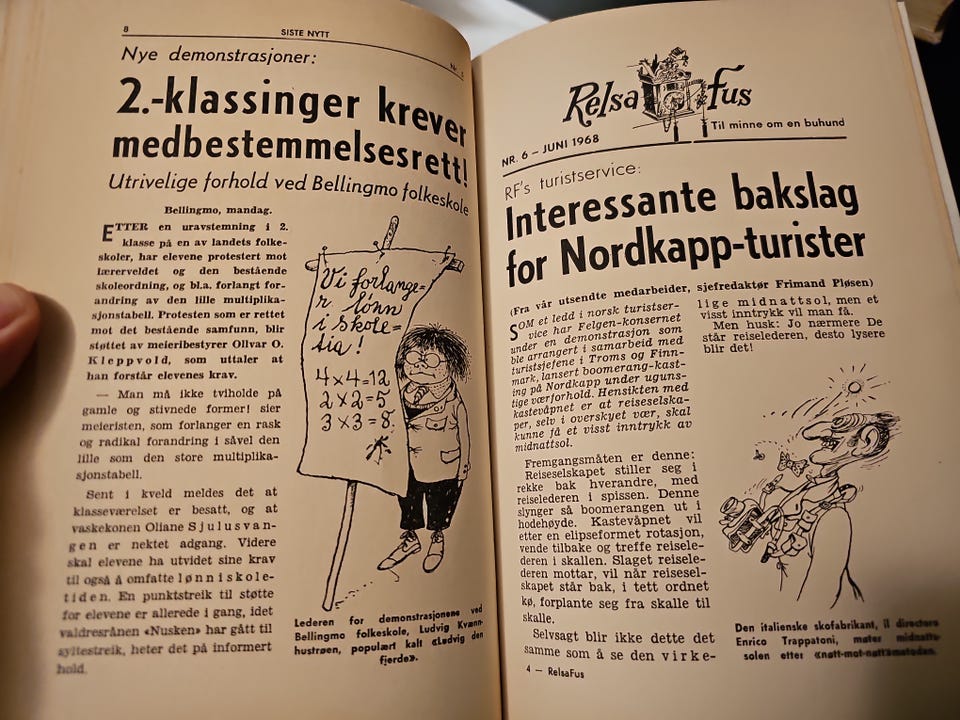 8
SISTE NYTT
Nye demonstrasjoner:
2.-klassinger krever
medbestemmelsesrett!
Utrivelige forhold ved Bellingmo folkeskole
Bellingmo, mandag.
ETTER en uravstemning i 2.
klasse på en av landets folke-
skoler, har elevene protestert mot
lærerveldet og den bestående
skoleordning, og bl.a. forlangt for-
andring av den lille multiplika-
sjonstabell. Protesten som er rettet
mot det bestående samfunn, blir
støttet av meieribestyrer Ollvar O.
Kleppvold, som uttaler at
han forstår elevenes krav.
— Man må ikke tviholde på
gamle og stivnede former! sier
meieristen, som forlanger en rask
og radikal forandring i såvel den
lille som den store multiplika-
sjonstabell.
Sent i kveld meldes det at
klasseværelset er besatt, og at
vaskekonen Oliane Sjulusvan-
gen er nektet adgang. Videre
skal elevene ha utvidet sine krav
til også å omfatte lønn i skole-
tiden. En punktstreik til støtte
for elevene er allerede i gang, idet
valdresrånen «Nusken» har gått til
syltestreik, heter det på informert
hold.
Vi forlange-
r lønn
i skole=
tia!
4x4=12
2x2=5
3x3=8.
Lederen for demonstrasjonene ved
Bellingmo folkeskole, Ludvig Kvænn-
hustrøen, populært kalt «Ledvig den
fjerde».
Relsa Fus
Til minne om en buhund
NR. 6 – JUNI 1968
RF's turistservice:
Interessante bakslag
for Nordkapp-turister
(Fra vår utsendte medarbeider, sjefredaktør Frimand Pløsen)
SOM et ledd i norsk turistser-
vice har Felgen-konsernet
under en demonstrasjon som
ble arrangert i samarbeid med
turistsjefene i Troms og Finn-
mark, lansert boomerang-kast-
ing på Nordkapp under uguns-
tige værforhold. Hensikten med
kastevåpnet er at reiseselska-
per, selv i overskyet vær, skal
kunne få et visst inntrykk av
midnattsol.
Fremgangsmåten er denne:
Reiseselskapet stiller seg i
rekke bak hverandre, med
reiselederen i spissen. Denne
slynger så boomerangen ut i
hodehøyde. Kastevåpnet vil
etter en elipseformet rotasjon,
vende tilbake og treffe reisele-
deren i skallen. Slaget reisele-
deren mottar, vil når reisesel-
skapet står bak, i tett ordnet
kø, forplante seg fra skalle til
skalle.
Selvsagt blir ikke dette det
samme som å se den virke-
lige midnattsol, men et
visst inntrykk vil man få.
Men husk: Jo nærmere De
står reiselederen, desto lysere
blir det!
Den italienske skofabrikant, il directore
Enrico Trappatoni, møter midnatt-
solen etter «nøtt-mot-nøtt»metoden.
4 — RelsaFus